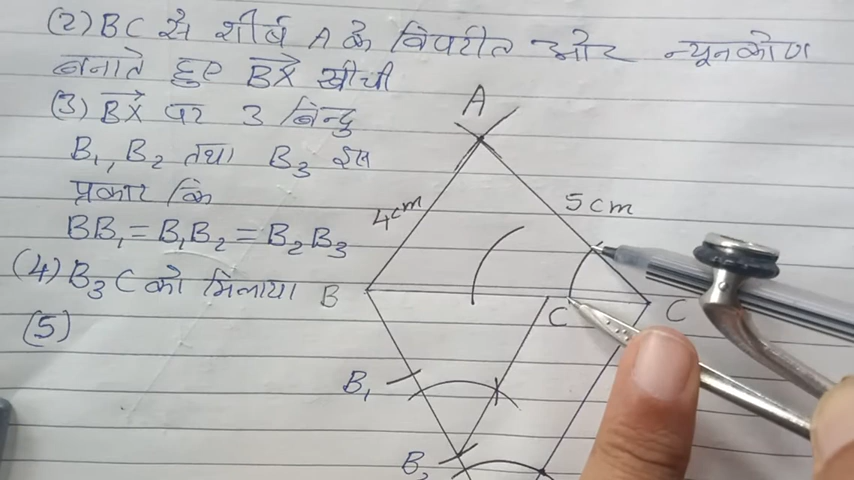 (2) BC से शीर्ष A के विपरीत ओर न्यूनकोण
बनाते हुए BX खींची
(3) BX पर 3 बिन्दु
B₁, B₂ तथा B₃ इस
प्रकार कि
BB₁ = B₁B₂ = B₂B₃
(4) B₃C को मिलाया
(5)
A
4cm
5cm
B
C
C
B₁
B₂